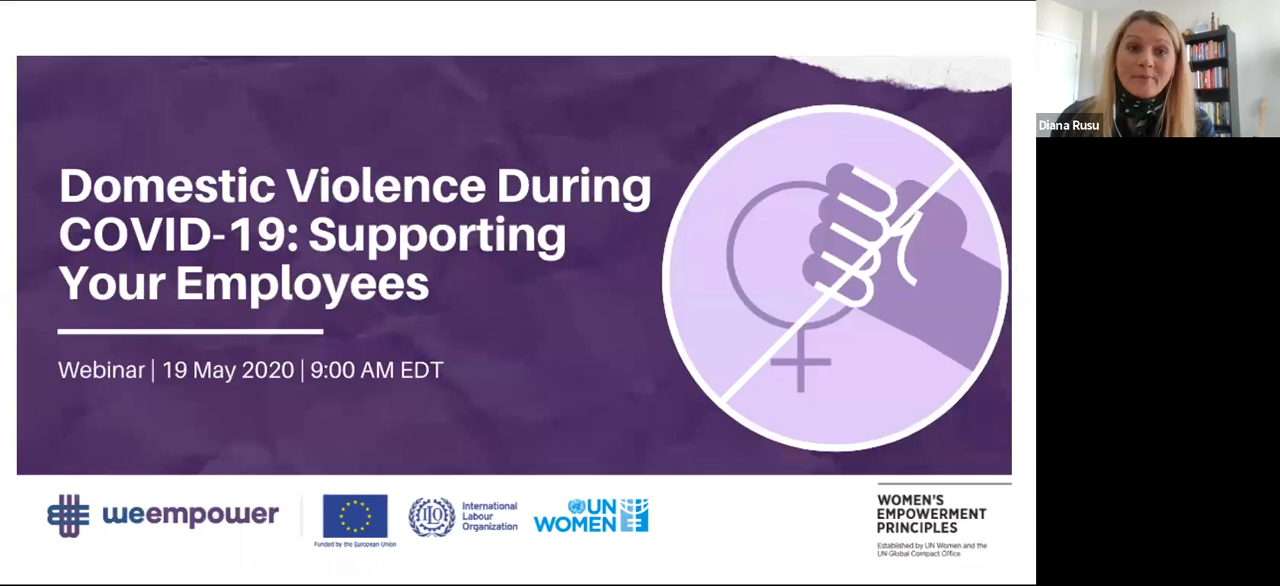 Domestic Violence During
COVID-19: Supporting
Your Employees
Webinar | 19 May 2020 | 9:00 AM EDT
weempower
Funded by the European Union
International
Labour
Organization
UN
WOMEN
WOMEN'S
EMPOWERMENT
PRINCIPLES
Established by UN Women and the
UN Global Compact Office
Diana Rusu